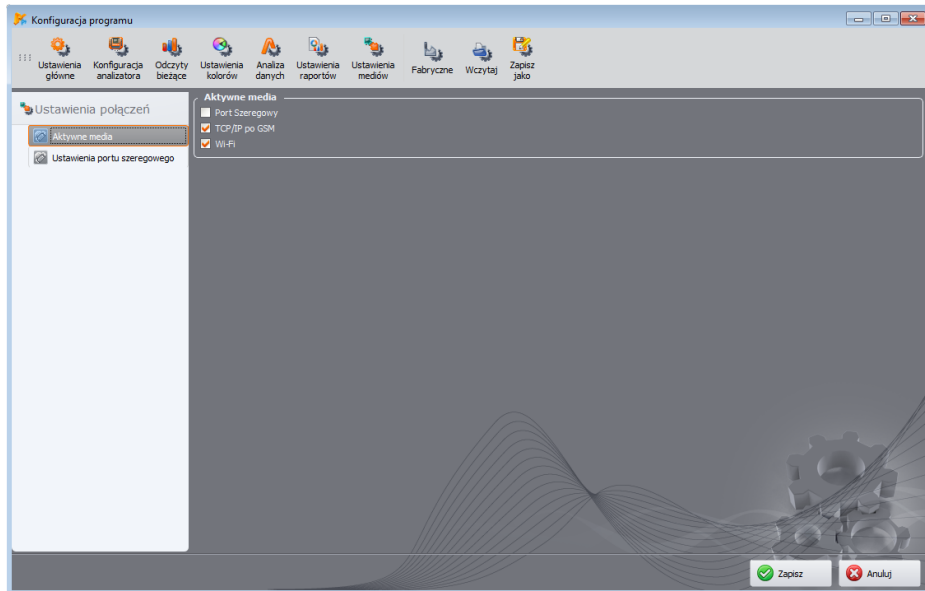 Konfiguracja programu
Ustawienia główne
Konfiguracja analizatora
Odczyty bieżące
Ustawienia kolorów
Analiza danych
Ustawienia raportów
Ustawienia mediów
Fabryczne
Wczytaj
Zapisz jako
Ustawienia połączeń
Aktywne media
Ustawienia portu szeregowego
Aktywne media
Port Szeregowy
TCP/IP po GSM
Wi-Fi
Zapisz
Anuluj